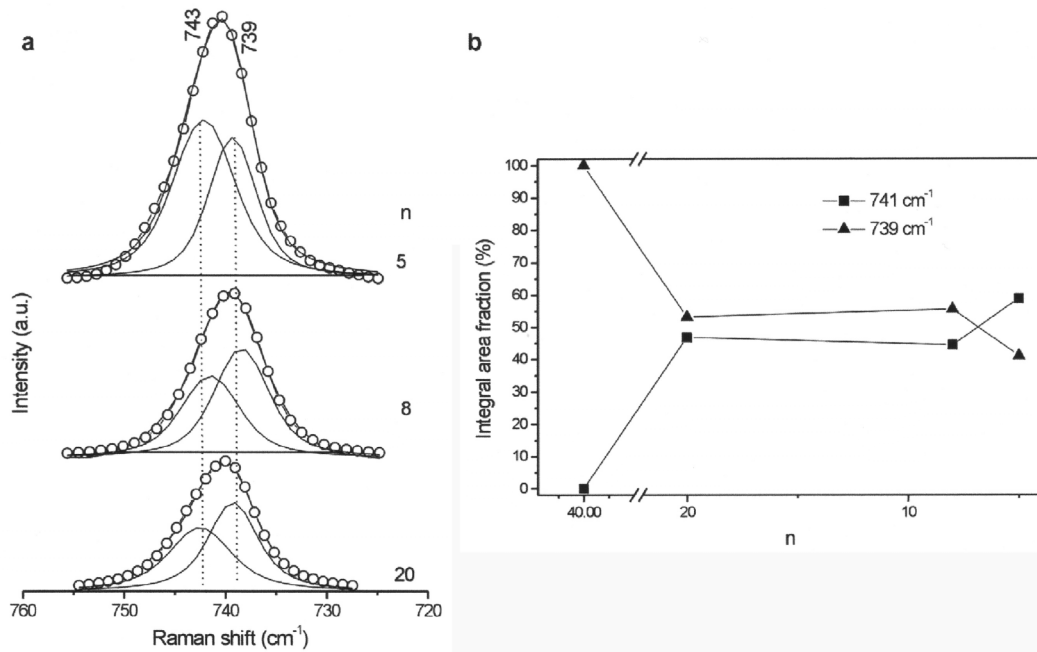 a
743
739
n
5
8
20
Intensity (a.u.)
760
750
740
730
720
Raman shift (cm⁻¹)
b
100
90
80
70
60
50
40
30
20
10
0
Integral area fraction (%)
741 cm⁻¹
739 cm⁻¹
40.00
20
10
n